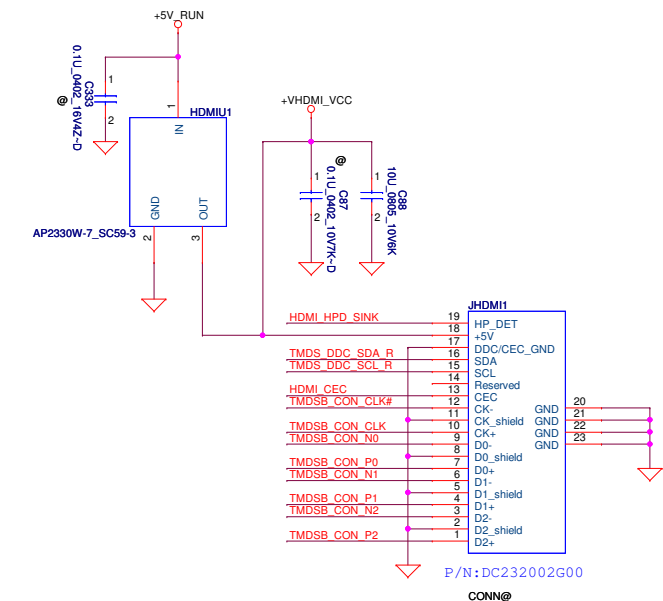 +5V_RUN
C333
0.1U_0402_16V4Z~D
@
1
2
1
HDMIU1
IN
GND
OUT
2
3
AP2330W-7_SC59-3
+VHDMI_VCC
@
1
2
C87
0.1U_0402_10V7K~D
1
2
C88
10U_0805_10V6K
JHDMI1
HDMI_HPD_SINK 19 HP_DET
18 +5V
17 DDC/CEC_GND
TMDS_DDC_SDA_R 16 SDA
TMDS_DDC_SCL_R 15 SCL
14 Reserved
HDMI_CEC 13 CEC
TMDSB_CON_CLK# 12 CK- GND 20
11 CK_shield GND 21
TMDSB_CON_CLK 10 CK+ GND 22
TMDSB_CON_N0 9 D0- GND 23
8 D0_shield
TMDSB_CON_P0 7 D0+
TMDSB_CON_N1 6 D1-
5 D1_shield
TMDSB_CON_P1 4 D1+
TMDSB_CON_N2 3 D2-
2 D2_shield
TMDSB_CON_P2 1 D2+
P/N:DC232002G00
CONN@